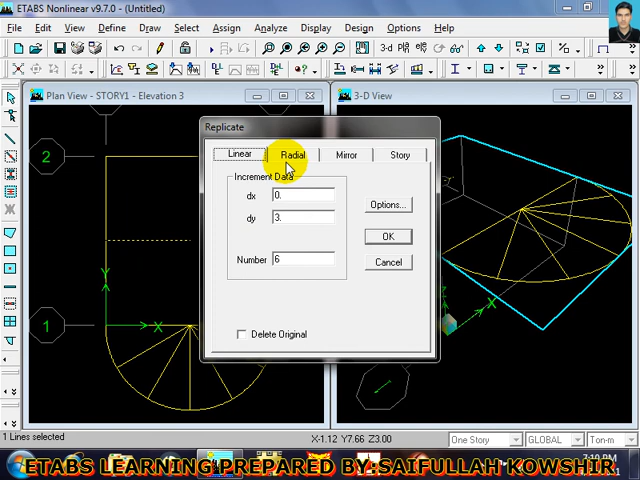 ETABS Nonlinear v9.7.0 - (Untitled)
File Edit View Define Draw Select Assign Analyze Display Design Options Help
3-d
Plan View - STORY1 - Elevation 3
3-D View
2
1
Y
X
X
Replicate
Linear Radial Mirror Story
Increment Data
dx 0.
dy 3.
Number 6
Options...
OK
Cancel
Delete Original
1 Lines selected
X-1.12 Y7.66 Z3.00
One Story
GLOBAL
Ton-m
ETABS LEARNING PREPARED BY:SAIFULLAH KOWSHIR